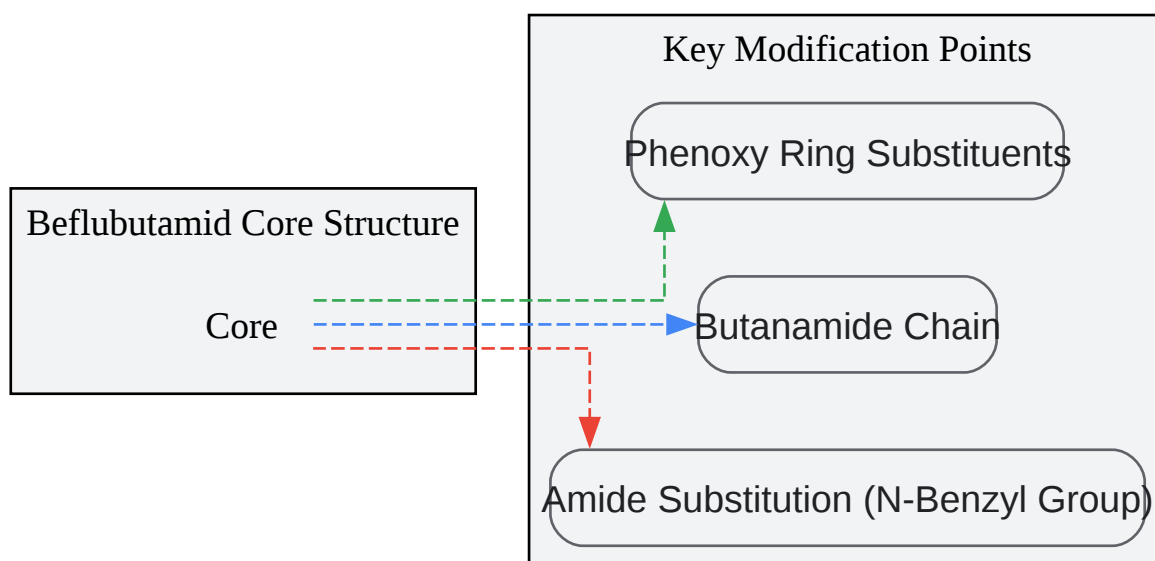 Key Modification Points
Phenoxy Ring Substituents
Beflubutamid Core Structure
Core
Butanamide Chain
Amide Substitution (N-Benzyl Group)